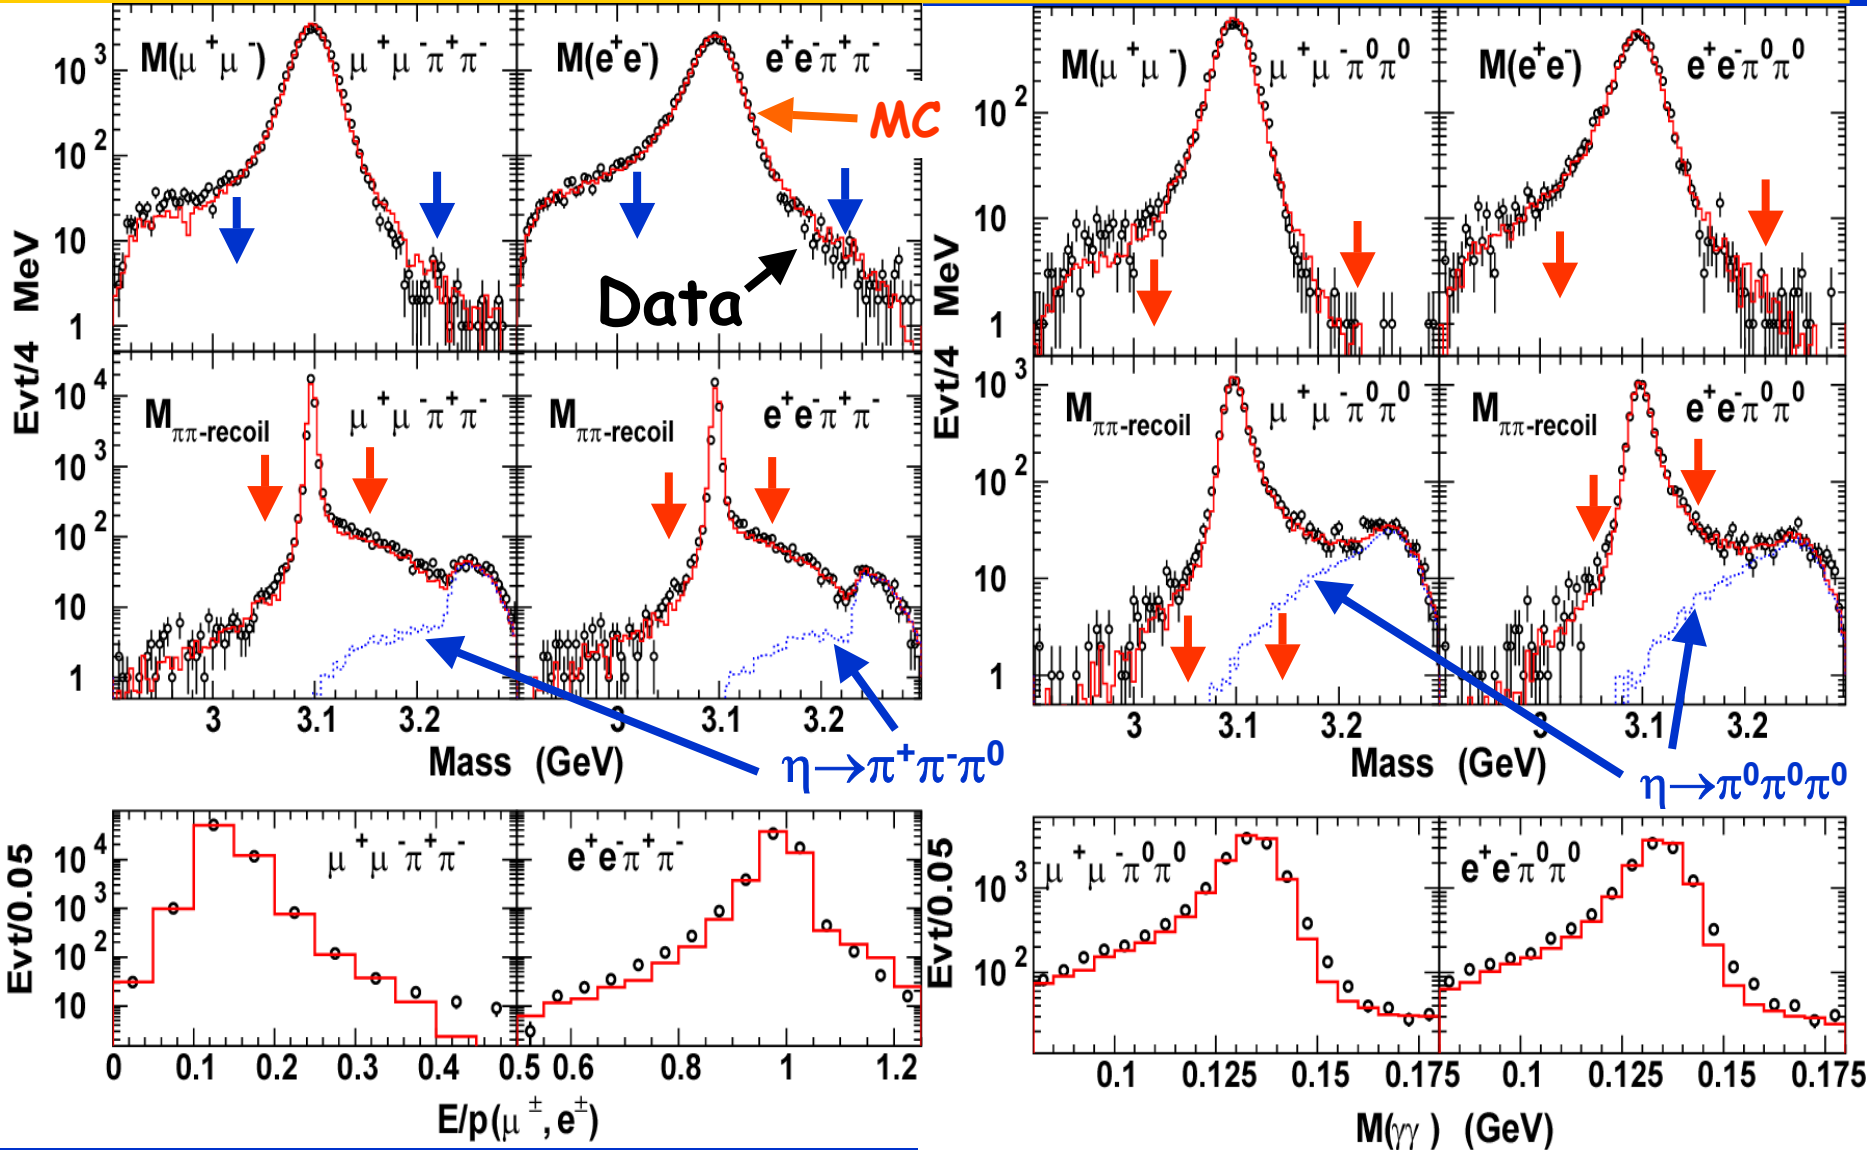 M(μ⁺μ⁻) μ⁺μ⁻π⁺π⁻
M(e⁺e⁻) e⁺e⁻π⁺π⁻
MC
Data
10³
10²
10
1
Evt/4 MeV
M_ππ-recoil μ⁺μ⁻π⁺π⁻
M_ππ-recoil e⁺e⁻π⁺π⁻
10⁴
10³
10²
10
1
3 3.1 3.2 3 3.1 3.2
Mass (GeV)
η→π⁺π⁻π⁰
M(μ⁺μ⁻) μ⁺μ⁻π⁰π⁰
M(e⁺e⁻) e⁺e⁻π⁰π⁰
10²
10
1
Evt/4 MeV
M_ππ-recoil μ⁺μ⁻π⁰π⁰
M_ππ-recoil e⁺e⁻π⁰π⁰
10³
10²
10
1
3 3.1 3.2 3 3.1 3.2
Mass (GeV)
η→π⁰π⁰π⁰
μ⁺μ⁻π⁺π⁻
e⁺e⁻π⁺π⁻
10⁴
10³
10²
10
Evt/0.05
0 0.1 0.2 0.3 0.4 0.5 0.6 0.8 1 1.2
E/p(μ±, e±)
μ⁺μ⁻π⁰π⁰
e⁺e⁻π⁰π⁰
10³
10²
Evt/0.05
0.1 0.125 0.15 0.175 0.1 0.125 0.15 0.175
M(γγ) (GeV)